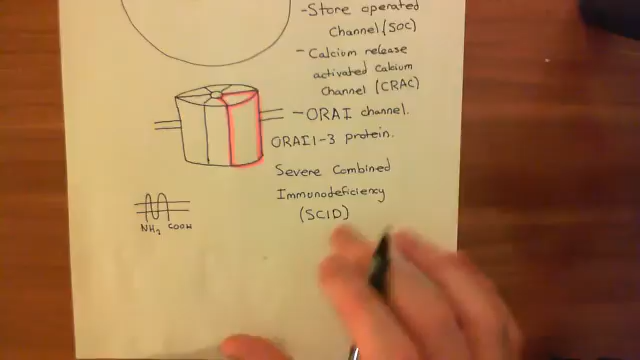 - Store operated
Channel (SOC)
- Calcium release
activated Calcium
Channel (CRAC)
- ORAI channel.
ORAI1-3 protein.
Severe Combined
Immunodeficiency
(SCID)
NH2 COOH